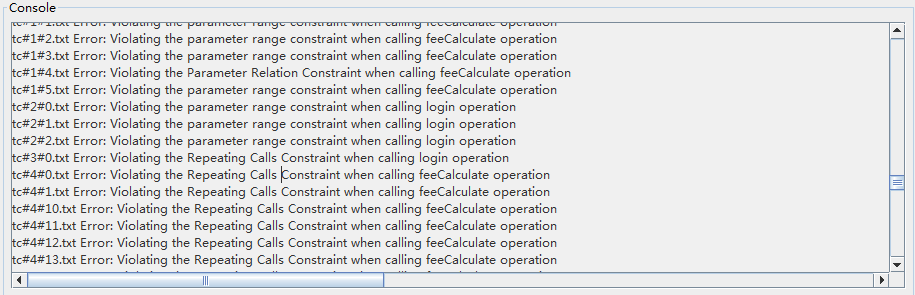 Console
tc#1#1.txt Error: Violating the parameter range constraint when calling feeCalculate operation
tc#1#2.txt Error: Violating the parameter range constraint when calling feeCalculate operation
tc#1#3.txt Error: Violating the parameter range constraint when calling feeCalculate operation
tc#1#4.txt Error: Violating the Parameter Relation Constraint when calling feeCalculate operation
tc#1#5.txt Error: Violating the parameter range constraint when calling feeCalculate operation
tc#2#0.txt Error: Violating the parameter range constraint when calling login operation
tc#2#1.txt Error: Violating the parameter range constraint when calling login operation
tc#2#2.txt Error: Violating the parameter range constraint when calling login operation
tc#3#0.txt Error: Violating the Repeating Calls Constraint when calling login operation
tc#4#0.txt Error: Violating the Repeating Calls Constraint when calling feeCalculate operation
tc#4#1.txt Error: Violating the Repeating Calls Constraint when calling feeCalculate operation
tc#4#10.txt Error: Violating the Repeating Calls Constraint when calling feeCalculate operation
tc#4#11.txt Error: Violating the Repeating Calls Constraint when calling feeCalculate operation
tc#4#12.txt Error: Violating the Repeating Calls Constraint when calling feeCalculate operation
tc#4#13.txt Error: Violating the Repeating Calls Constraint when calling feeCalculate operation